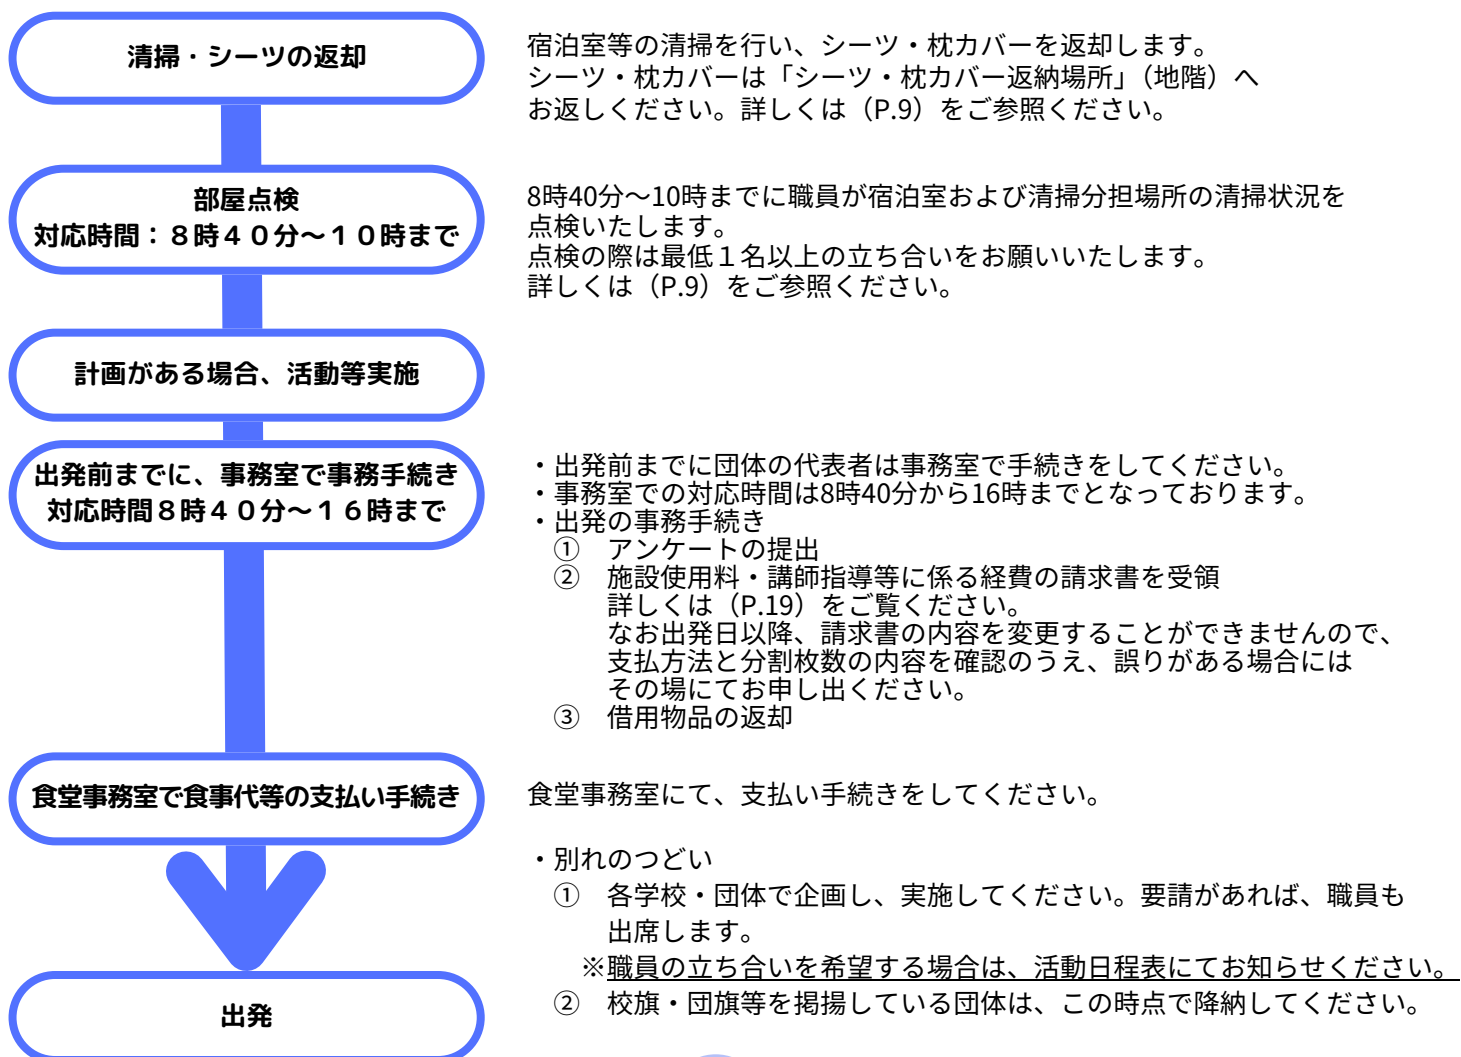 清掃・シーツの返却
宿泊室等の清掃を行い、シーツ・枕カバーを返却します。
シーツ・枕カバーは「シーツ・枕カバー返納場所」（地階）へ
お返しください。詳しくは（P.9）をご参照ください。
部屋点検
対応時間：８時４０分～１０時まで
8時40分～10時までに職員が宿泊室および清掃分担場所の清掃状況を
点検いたします。
点検の際は最低１名以上の立ち合いをお願いいたします。
詳しくは（P.9）をご参照ください。
計画がある場合、活動等実施
出発前までに、事務室で事務手続き
対応時間８時４０分～１６時まで
・出発前までに団体の代表者は事務室で手続きをしてください。
・事務室での対応時間は8時40分から16時までとなっております。
・出発の事務手続き
①　アンケートの提出
②　施設使用料・講師指導等に係る経費の請求書を受領
詳しくは（P.19）をご覧ください。
なお出発日以降、請求書の内容を変更することができませんので、
支払方法と分割枚数の内容を確認のうえ、誤りがある場合には
その場にてお申し出ください。
③　借用物品の返却
食堂事務室で食事代等の支払い手続き
食堂事務室にて、支払い手続きをしてください。
・別れのつどい
①　各学校・団体で企画し、実施してください。要請があれば、職員も
出席します。
※職員の立ち合いを希望する場合は、活動日程表にてお知らせください。
②　校旗・団旗等を掲揚している団体は、この時点で降納してください。
出発